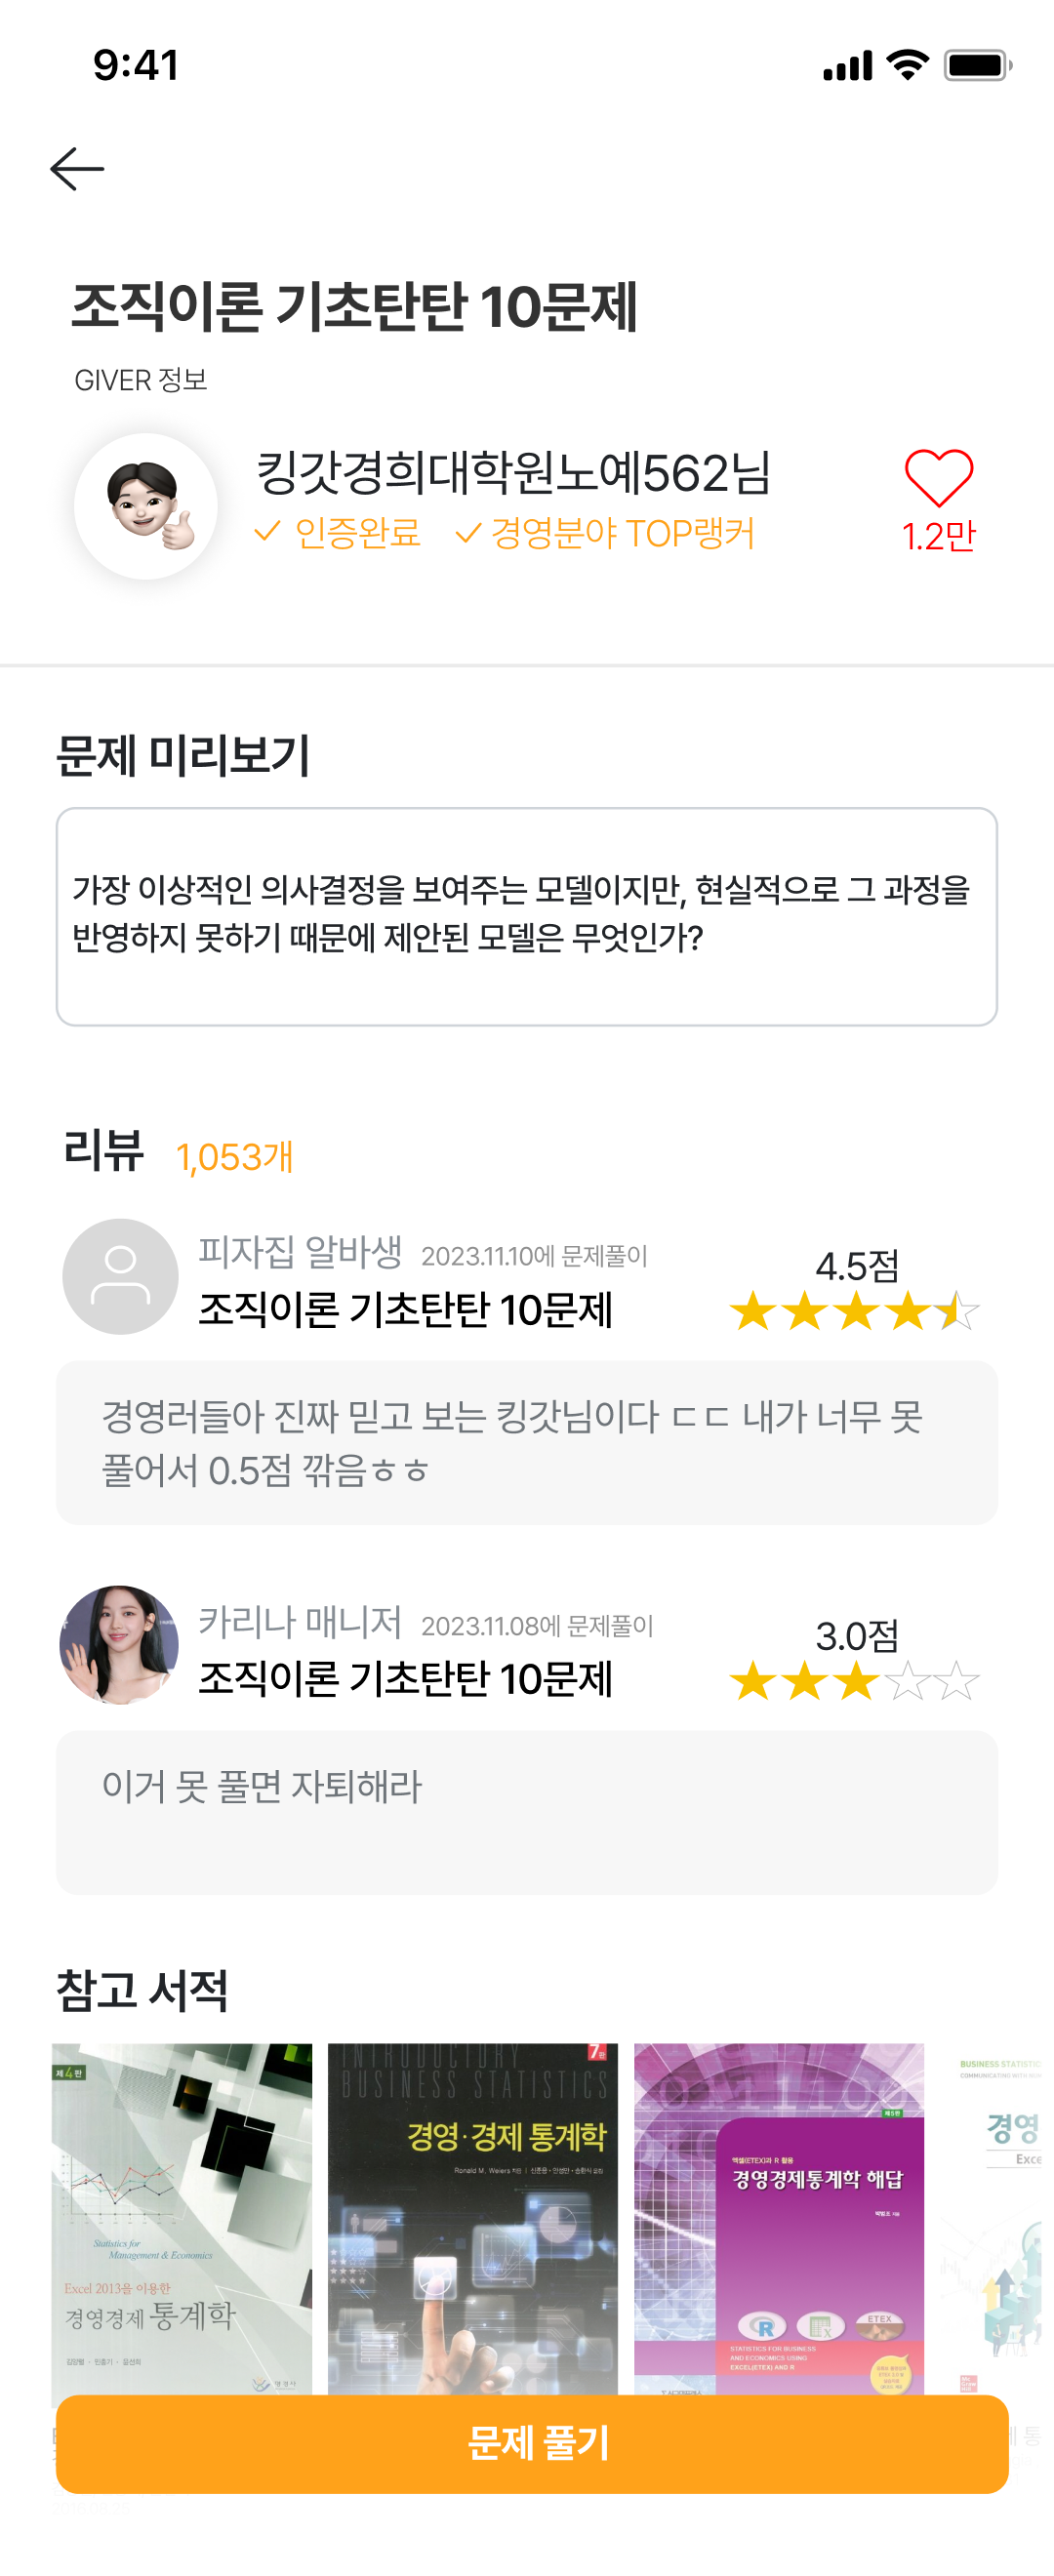 9:41
조직이론 기초탄탄 10문제
GIVER 정보
킹갓경희대학원노예562님
인증완료 경영분야 TOP랭커
1.2만
문제 미리보기
가장 이상적인 의사결정을 보여주는 모델이지만, 현실적으로 그 과정을
반영하지 못하기 때문에 제안된 모델은 무엇인가?
리뷰 1,053개
피자집 알바생 2023.11.10에 문제풀이
조직이론 기초탄탄 10문제
4.5점
경영러들아 진짜 믿고 보는 킹갓님이다 ㄷㄷ 내가 너무 못
풀어서 0.5점 깎음ㅎㅎ
카리나 매니저 2023.11.08에 문제풀이
조직이론 기초탄탄 10문제
3.0점
이거 못 풀면 자퇴해라
참고 서적
제4판
Statistics for
Management & Economics
Excel 2013을 이용한
경영경제 통계학
7판
INTRODUCTORY
BUSINESS STATISTICS
경영·경제 통계학
Ronald M. Weiers 지음
제5판
엑셀(ETEX)과 R 활용
경영경제통계학 해답
R
X
ETEX
STATISTICS FOR BUSINESS
AND ECONOMICS USING
EXCEL(ETEX) AND R
BUSINESS STATISTIC
COMMUNICATING WITH
경영
Exce
문제 풀기